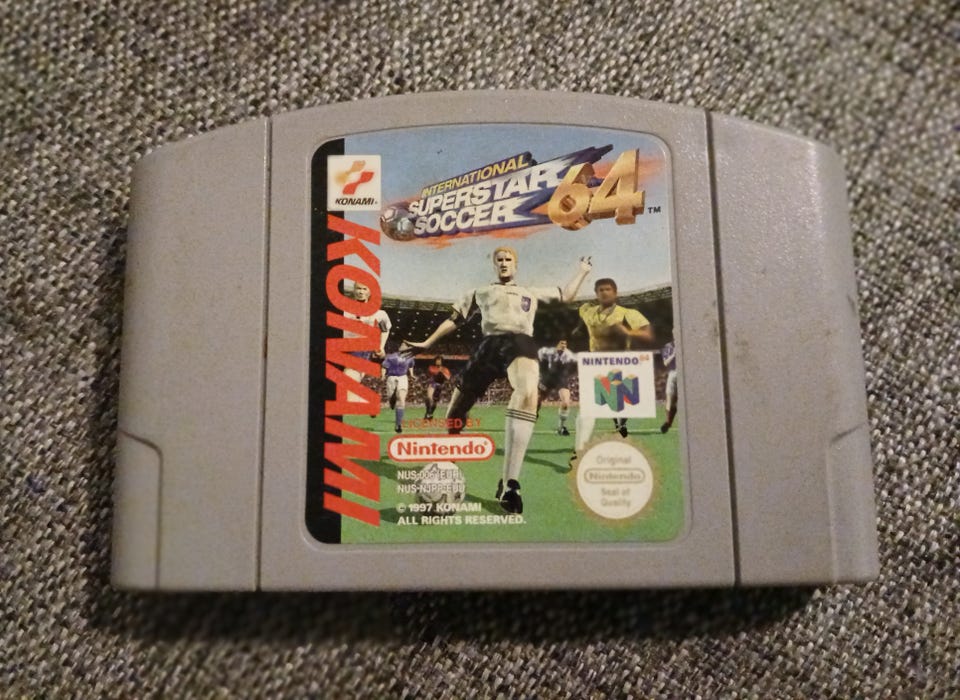 KONAMI®
KONAMI
INTERNATIONAL
SUPERSTAR
SOCCER
64
™
NINTENDO 64
LICENSED BY
Nintendo®
© 1997 KONAMI
ALL RIGHTS RESERVED.
Original
Nintendo
Seal of
Quality